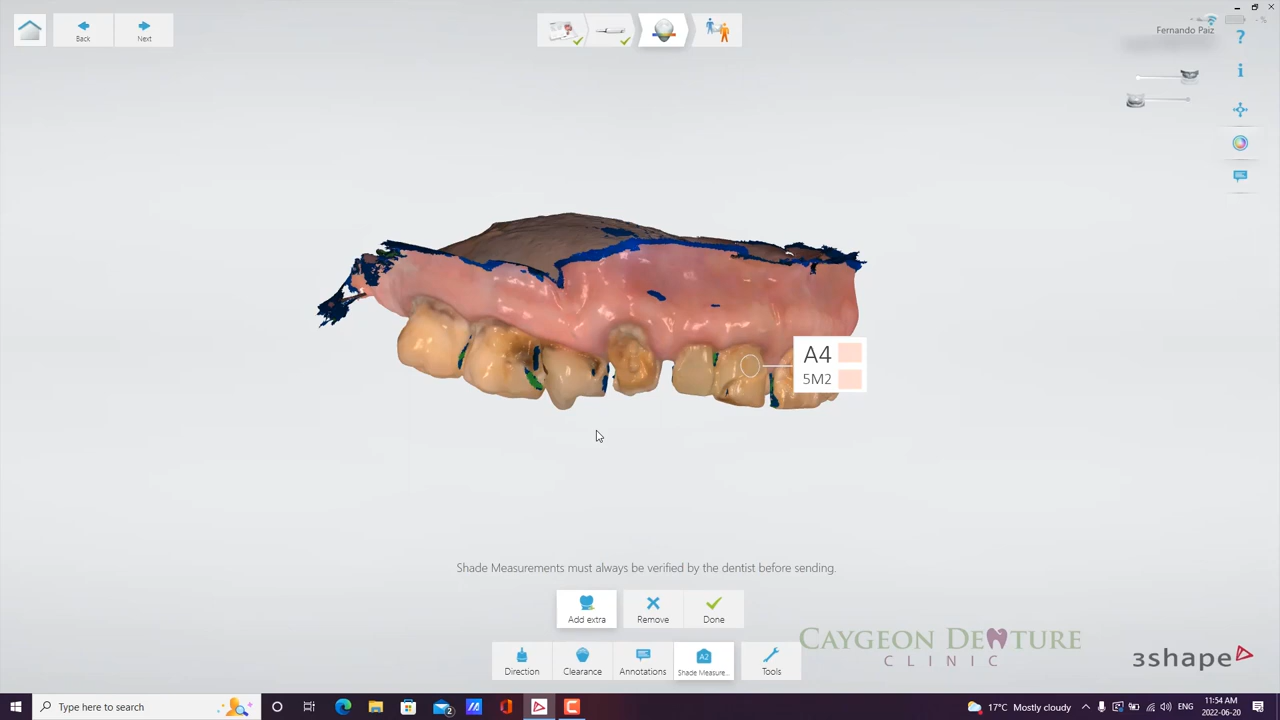 Back
Next
Fernando Paiz
- %
?
i
A4
5M2
Shade Measurements must always be verified by the dentist before sending.
Add extra
Remove
Done
CAYGEON DENTURE
CLINIC
3shape
Direction
Clearance
Annotations
A2
Shade Measure...
Tools
Type here to search
2
17°C Mostly cloudy
11:54 AM
2022-06-20